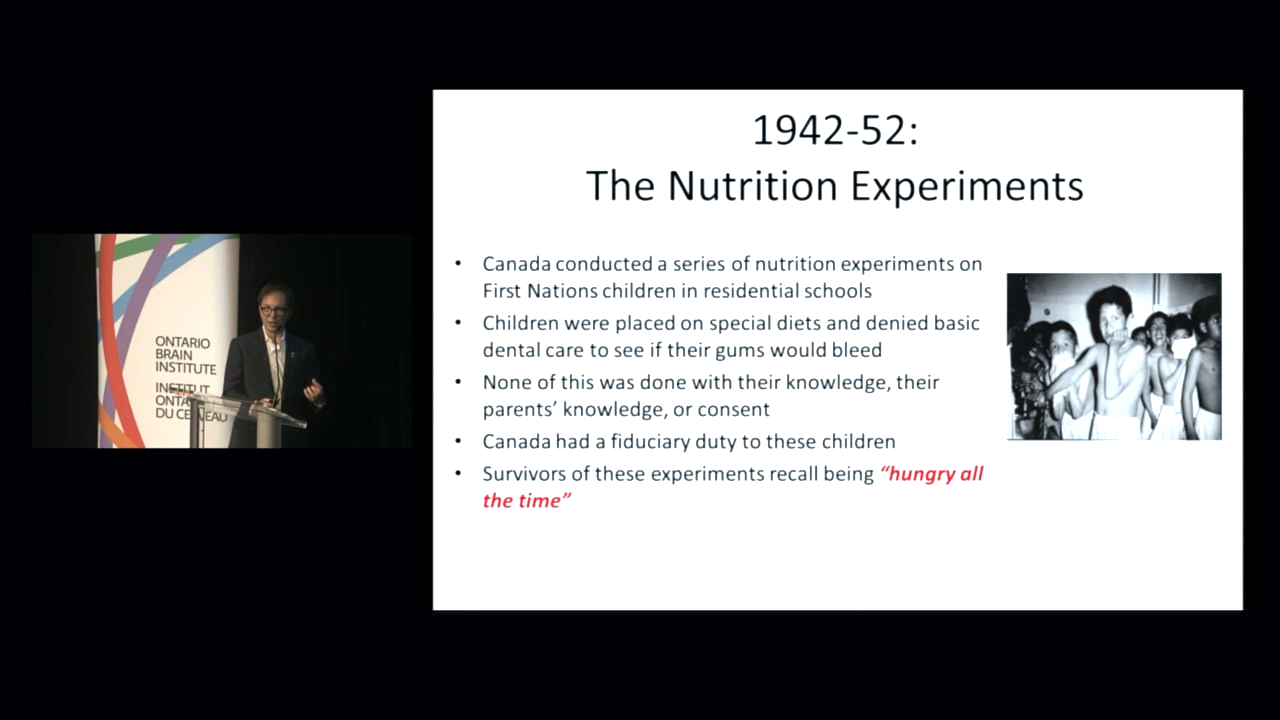 1942-52:
The Nutrition Experiments
• Canada conducted a series of nutrition experiments on
First Nations children in residential schools
• Children were placed on special diets and denied basic
dental care to see if their gums would bleed
• None of this was done with their knowledge, their
parents’ knowledge, or consent
• Canada had a fiduciary duty to these children
• Survivors of these experiments recall being “hungry all
the time”
ONTARIO
BRAIN
INSTITUTE
INSTITUT
DU